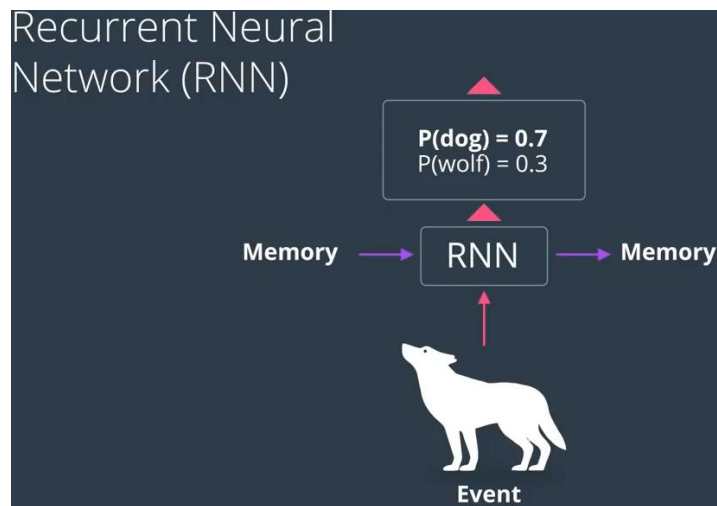 Recurrent Neural
Network (RNN)
P(dog) = 0.7
P(wolf) = 0.3
Memory
RNN
Memory
Event